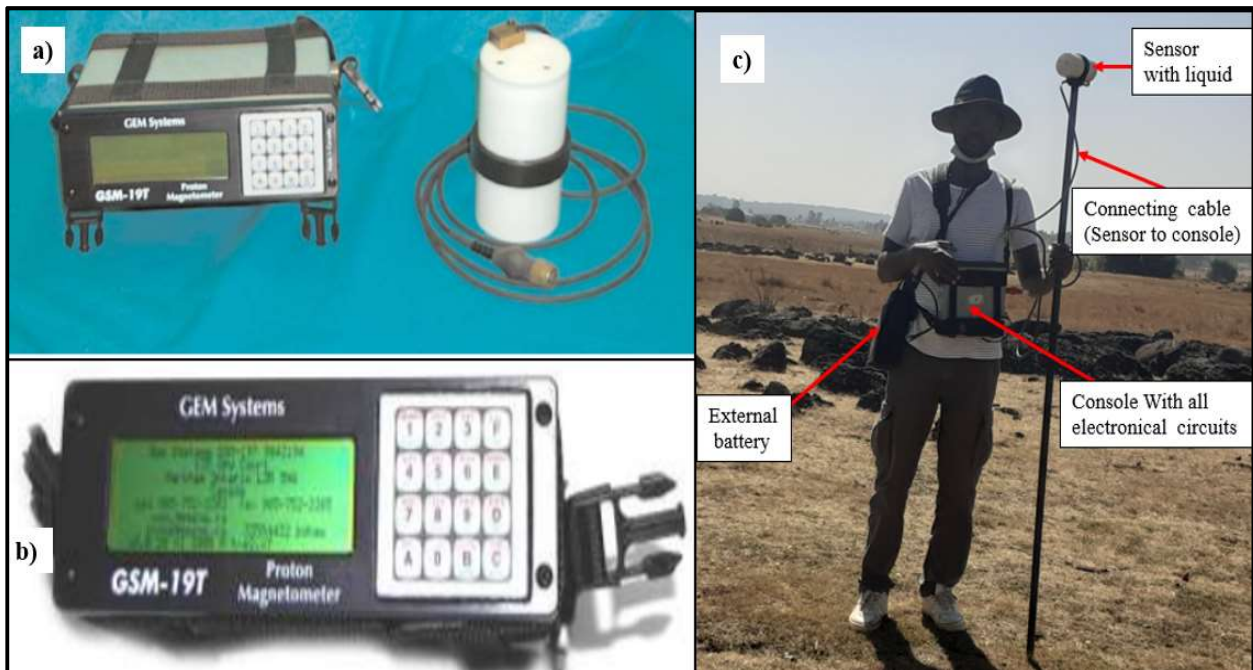 a)
GEM Systems
GSM-19T
Proton
Magnetometer
b)
GEM Systems
1 2 3 F
4 5 6 E
7 8 9 D
A 0 B C
GSM-19T
Proton
Magnetometer
c)
Sensor
with liquid
Connecting cable
(Sensor to console)
External
battery
Console With all
electronical circuits